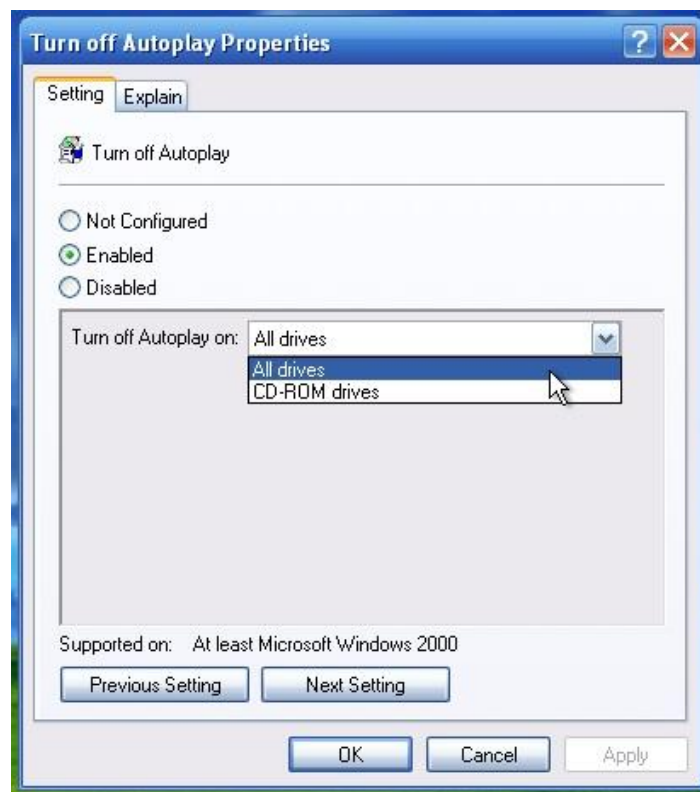 Turn off Autoplay Properties
Setting Explain
Turn off Autoplay
Not Configured
Enabled
Disabled
Turn off Autoplay on: All drives
All drives
CD-ROM drives
Supported on: At least Microsoft Windows 2000
Previous Setting Next Setting
OK Cancel Apply